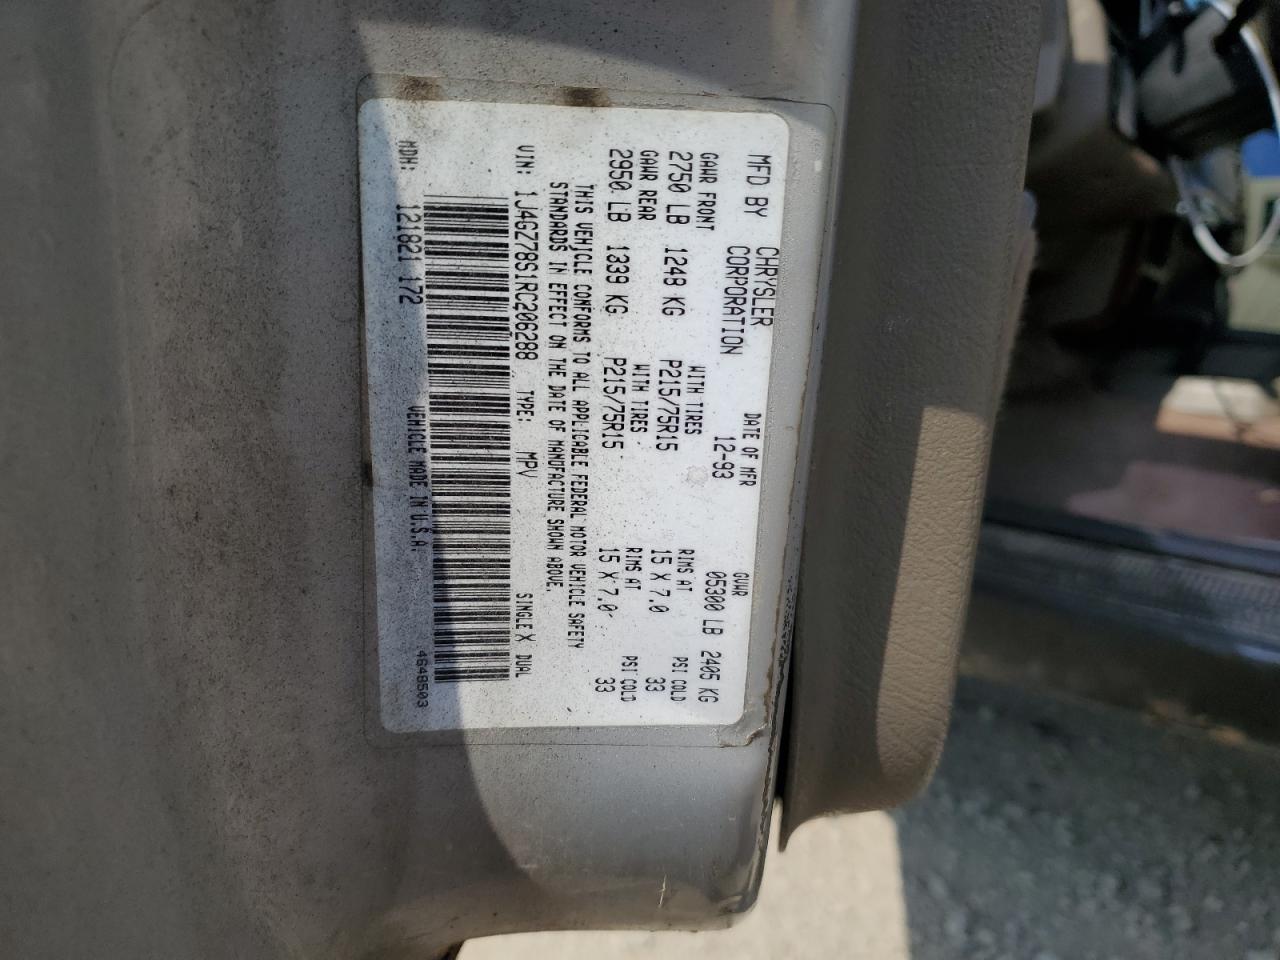 MFD BY CHRYSLER CORPORATION DATE OF MFR 12-93 GVWR 05300 LB 2405 KG
GAWR FRONT WITH TIRES RIMS AT PSI COLD
2750 LB 1248 KG P215/75R15 15 X 7.0 33
GAWR REAR WITH TIRES RIMS AT PSI COLD
2950 LB 1339 KG P215/75R15 15 X 7.0 33
THIS VEHICLE CONFORMS TO ALL APPLICABLE FEDERAL MOTOR VEHICLE SAFETY
STANDARDS IN EFFECT ON THE DATE OF MANUFACTURE SHOWN ABOVE.
VIN: 1J4GZ78S1RC206288 TYPE: MPV SINGLE X DUAL
MDH: 121821 172 VEHICLE MADE IN U.S.A. 4648503